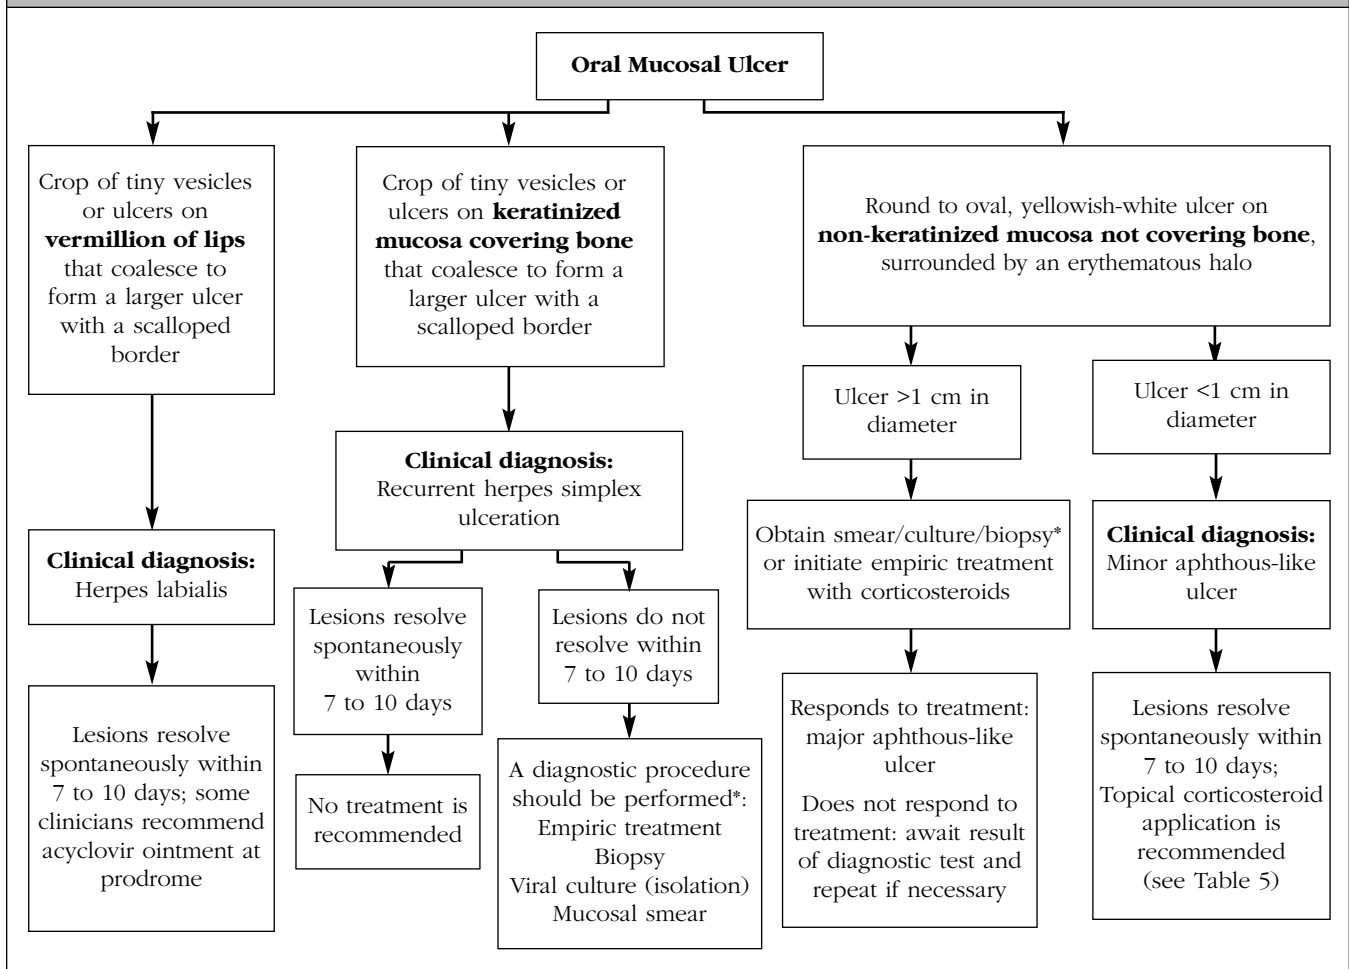 Oral Mucosal Ulcer
Crop of tiny vesicles
or ulcers on
vermillion of lips
that coalesce to
form a larger ulcer
with a scalloped
border
Crop of tiny vesicles or
ulcers on keratinized
mucosa covering bone
that coalesce to form a
larger ulcer with a
scalloped border
Round to oval, yellowish-white ulcer on
non-keratinized mucosa not covering bone,
surrounded by an erythematous halo
Ulcer >1 cm in
diameter
Ulcer <1 cm in
diameter
Clinical diagnosis:
Recurrent herpes simplex
ulceration
Clinical diagnosis:
Herpes labialis
Obtain smear/culture/biopsy*
or initiate empiric treatment
with corticosteroids
Clinical diagnosis:
Minor aphthous-like
ulcer
Lesions resolve
spontaneously
within
7 to 10 days
Lesions do not
resolve within
7 to 10 days
Lesions resolve
spontaneously within
7 to 10 days; some
clinicians recommend
acyclovir ointment at
prodrome
No treatment is
recommended
A diagnostic procedure
should be performed*:
Empiric treatment
Biopsy
Viral culture (isolation)
Mucosal smear
Responds to treatment:
major aphthous-like
ulcer
Does not respond to
treatment: await result
of diagnostic test and
repeat if necessary
Lesions resolve
spontaneously within
7 to 10 days;
Topical corticosteroid
application is
recommended
(see Table 5)